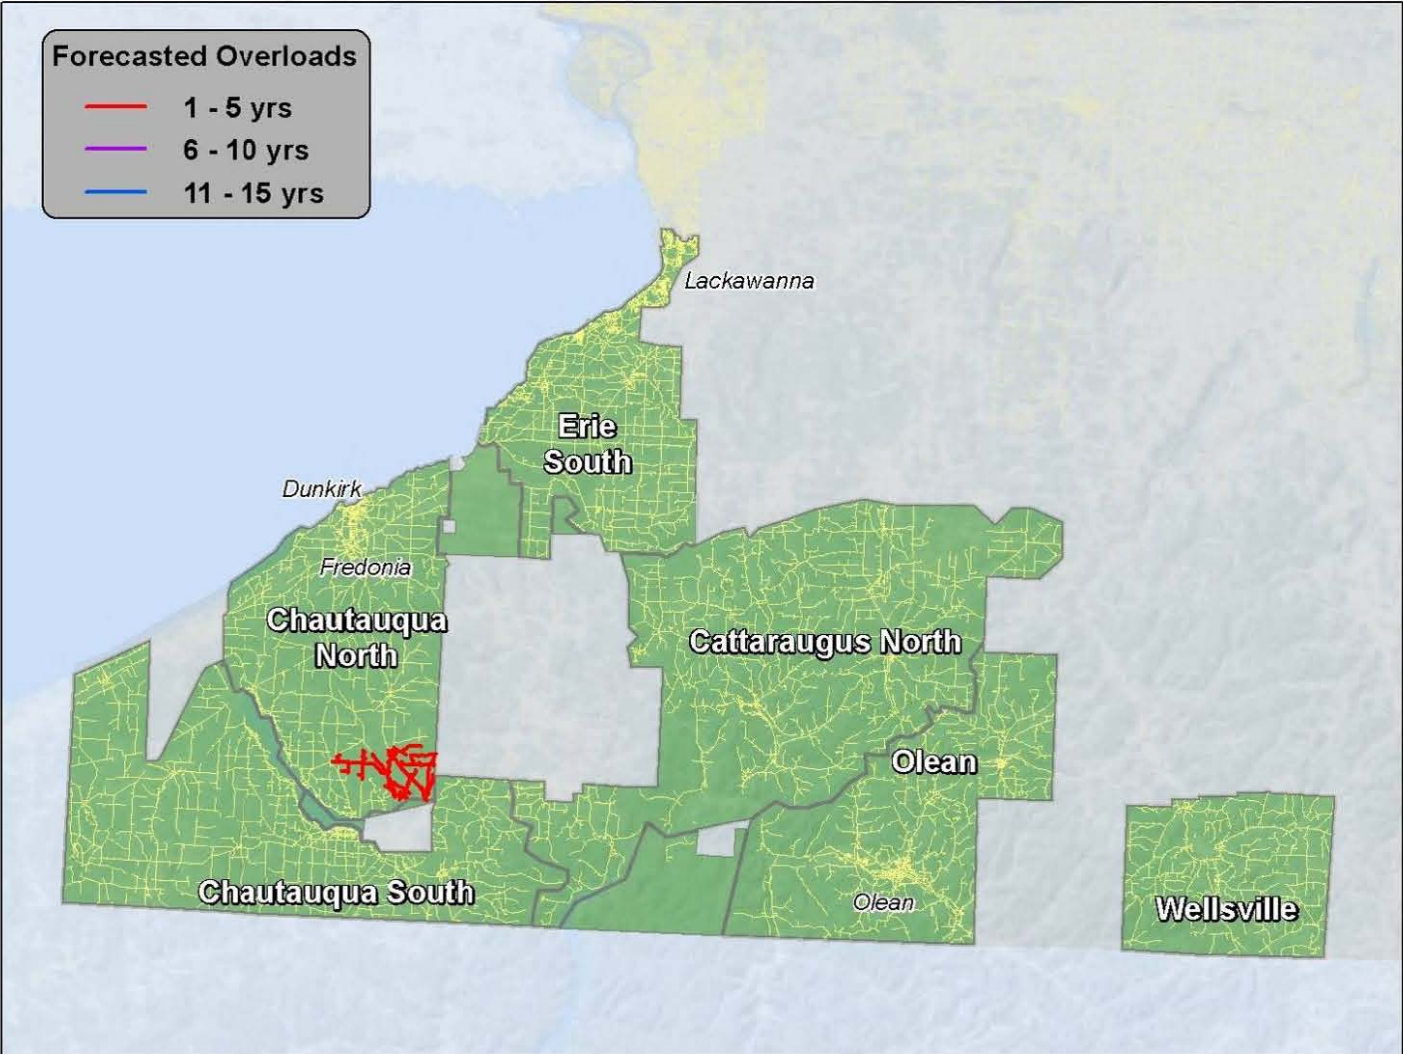 Forecasted Overloads
1 - 5 yrs
6 - 10 yrs
11 - 15 yrs
Lackawanna
Erie
South
Dunkirk
Fredonia
Chautauqua
North
Cattaraugus North
Olean
Chautauqua South
Olean
Wellsville